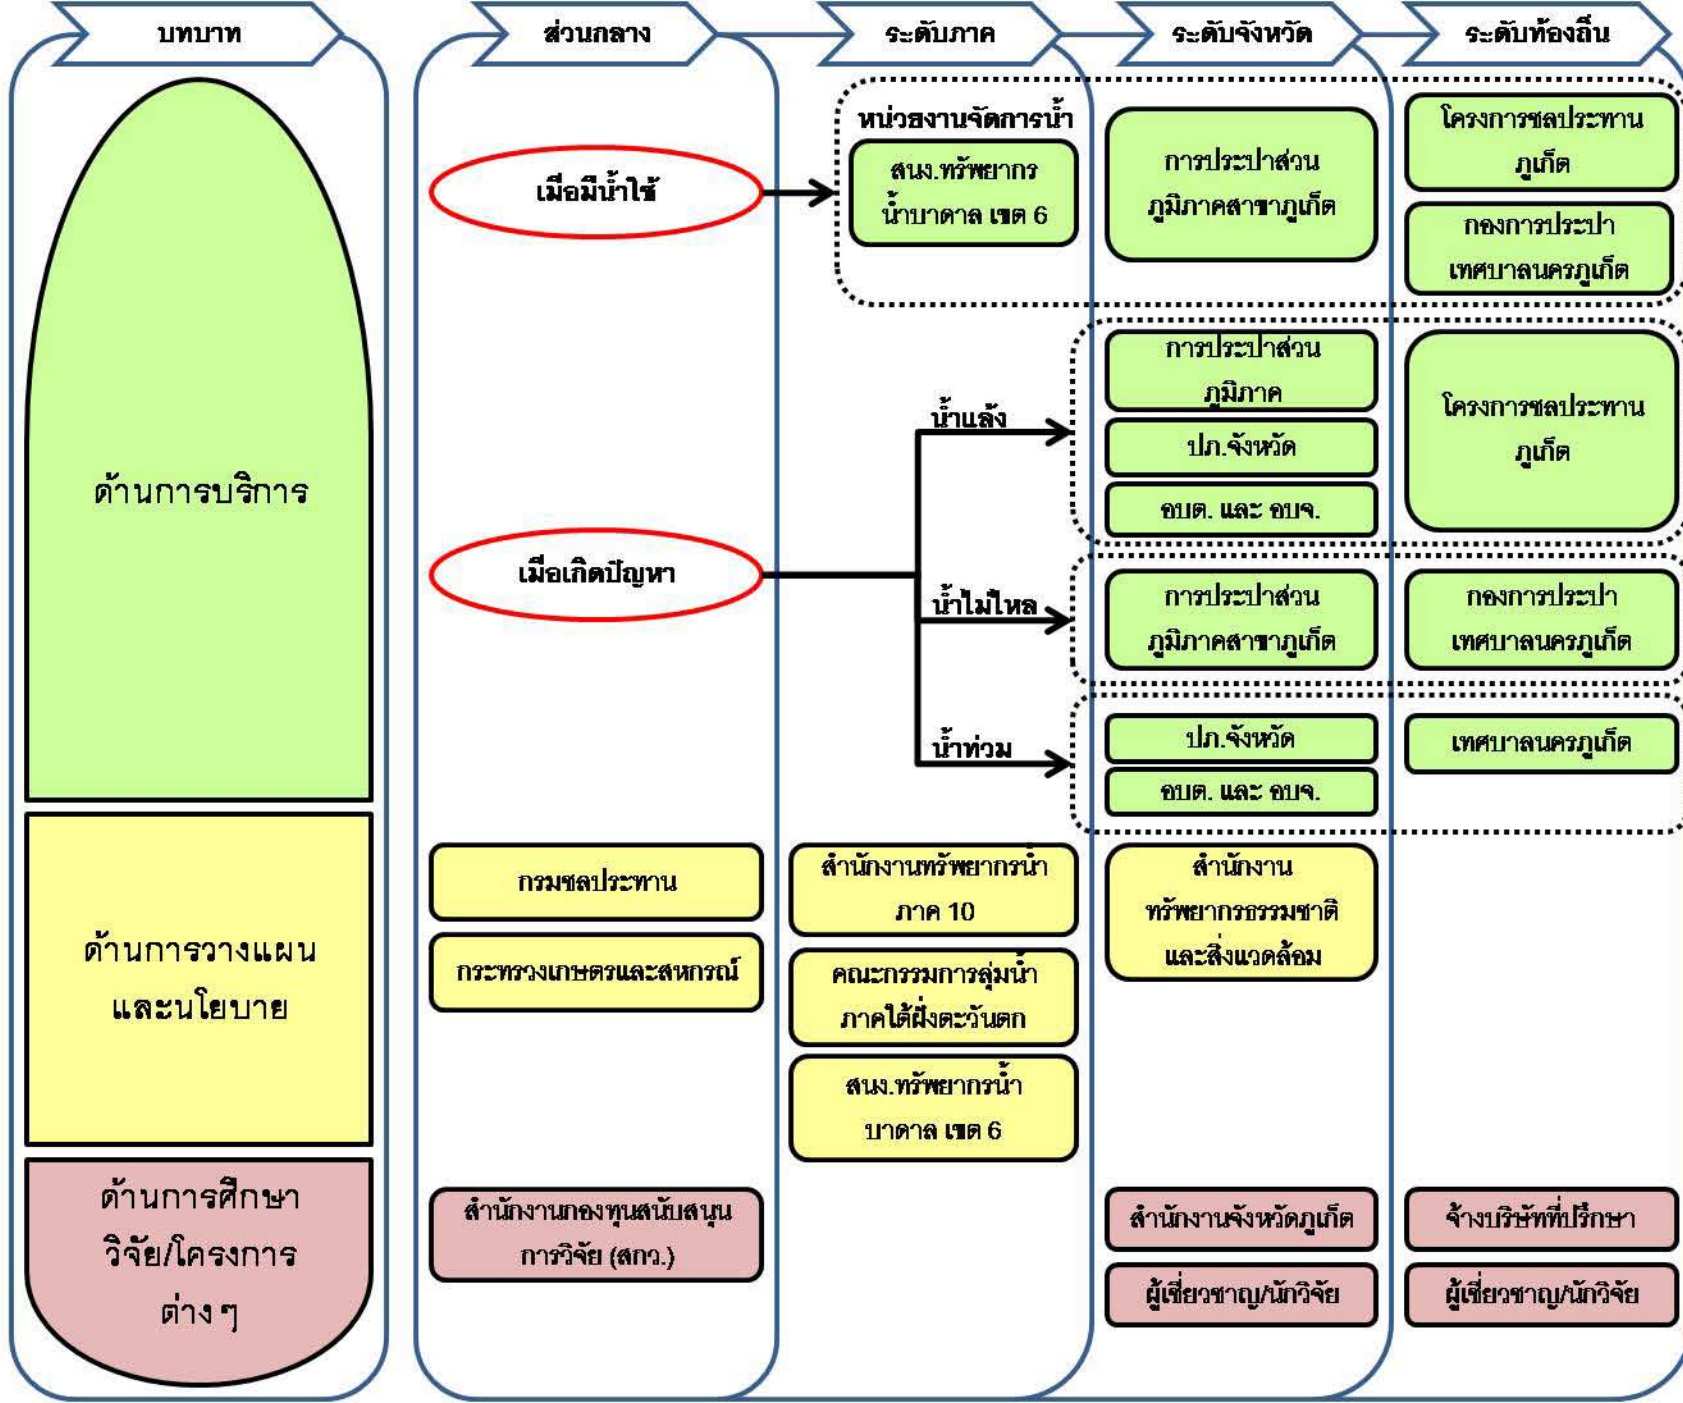 บทบาท
ส่วนกลาง
ระดับภาค
ระดับจังหวัด
ระดับท้องถิ่น
ด้านการบริการ
เมื่อมีน้ำใช้
หน่วยงานจัดการน้ำ
สนง.ทรัพยากร
น้ำบาดาล เขต 6
การประปาส่วน
ภูมิภาคสาขาภูเก็ต
โครงการชลประทาน
ภูเก็ต
กองการประปา
เทศบาลนครภูเก็ต
เมื่อเกิดปัญหา
น้ำแล้ง
การประปาส่วน
ภูมิภาค
ปภ.จังหวัด
อบต. และ อบจ.
โครงการชลประทาน
ภูเก็ต
น้ำไม่ไหล
การประปาส่วน
ภูมิภาคสาขาภูเก็ต
กองการประปา
เทศบาลนครภูเก็ต
น้ำท่วม
ปภ.จังหวัด
อบต. และ อบจ.
เทศบาลนครภูเก็ต
ด้านการวางแผน
และนโยบาย
กรมชลประทาน
กระทรวงเกษตรและสหกรณ์
สำนักงานทรัพยากรน้ำ
ภาค 10
คณะกรรมการลุ่มน้ำ
ภาคใต้ฝั่งตะวันตก
สนง.ทรัพยากรน้ำ
บาดาล เขต 6
สำนักงาน
ทรัพยากรธรรมชาติ
และสิ่งแวดล้อม
ด้านการศึกษา
วิจัย/โครงการ
ต่าง ๆ
สำนักงานกองทุนสนับสนุน
การวิจัย (สกว.)
สำนักงานจังหวัดภูเก็ต
ผู้เชี่ยวชาญ/นักวิจัย
จ้างบริษัทที่ปรึกษา
ผู้เชี่ยวชาญ/นักวิจัย